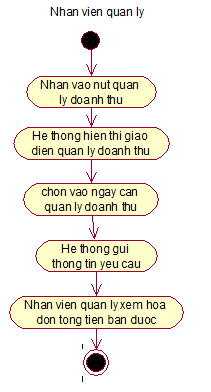 Nhan vien quan ly
Nhan vao nut quan
ly doanh thu
He thong hien thi giao
dien quan ly doanh thu
chon vao ngay can
quan ly doanh thu
He thong gui
thong tin yeu cau
Nhan vien quan ly xem hoa
don tong tien ban duoc